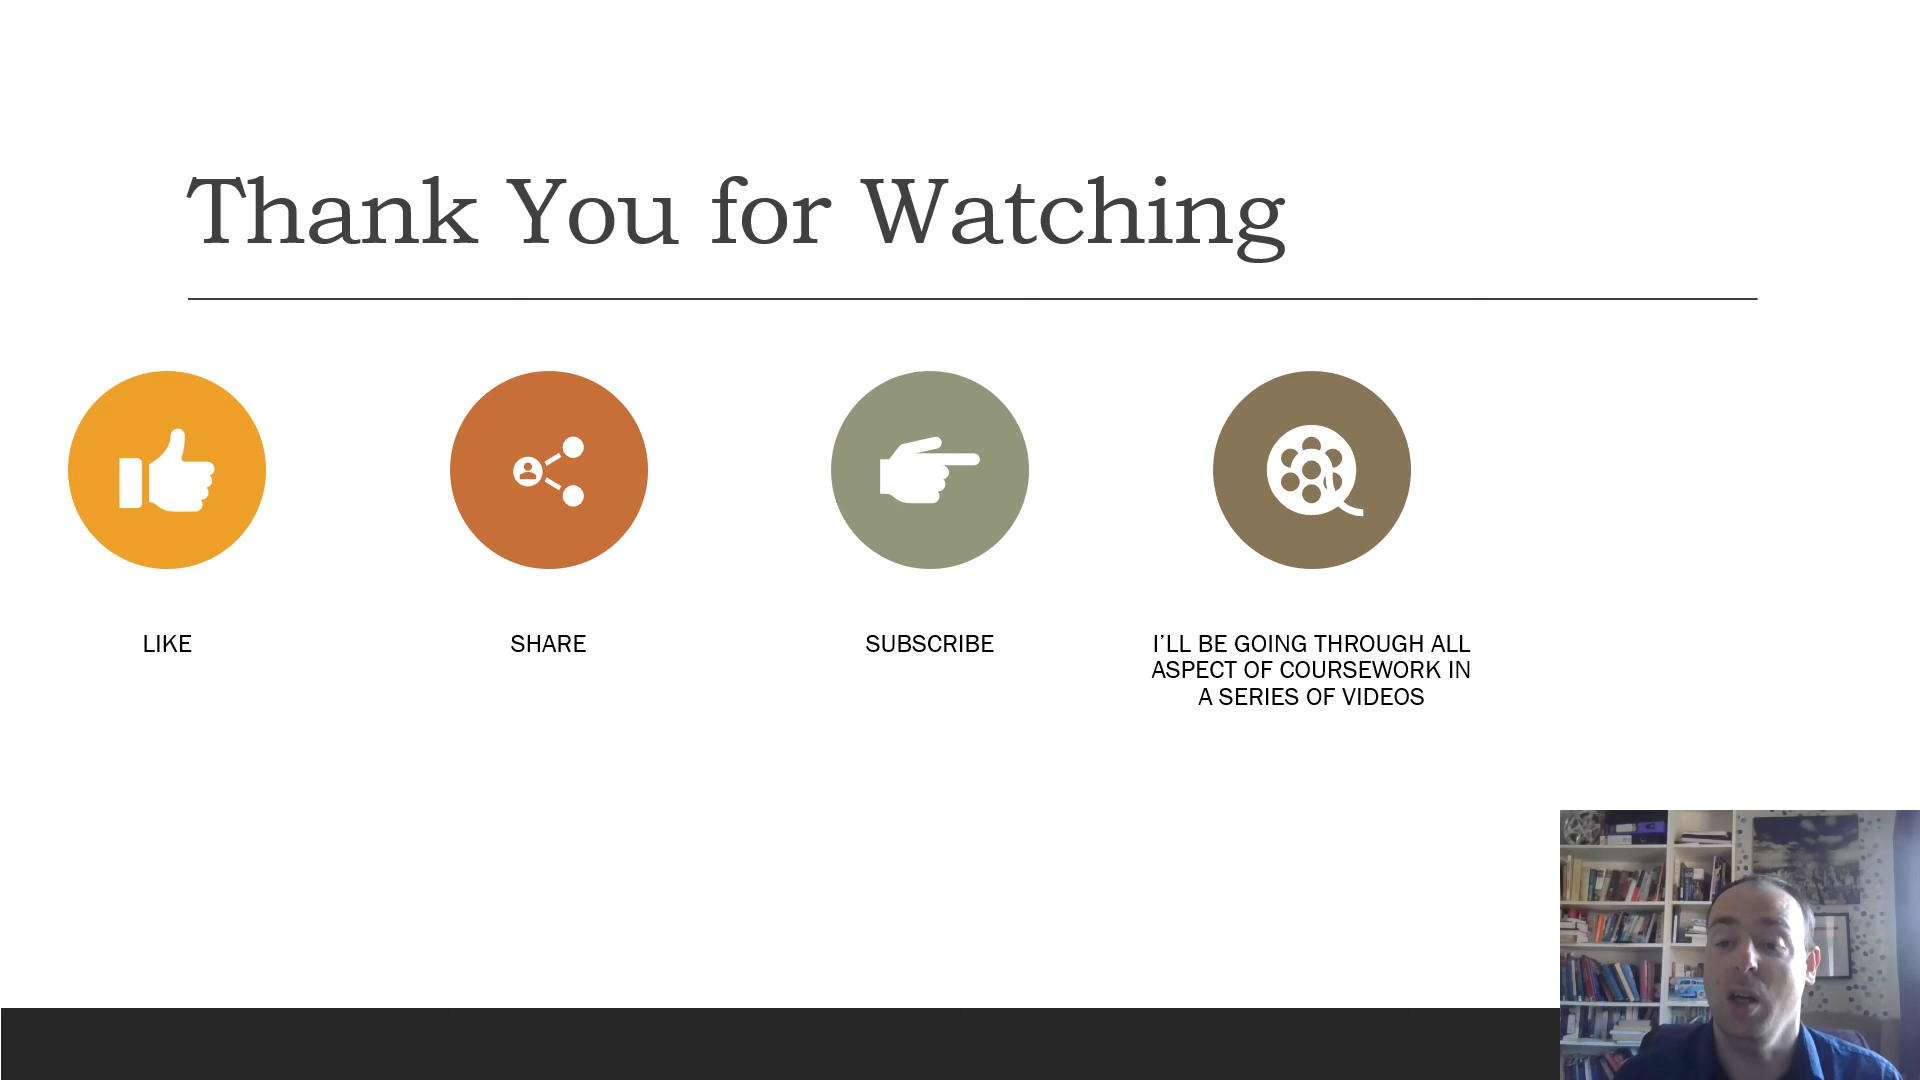 Thank You for Watching
LIKE
SHARE
SUBSCRIBE
I’LL BE GOING THROUGH ALL
ASPECT OF COURSEWORK IN
A SERIES OF VIDEOS